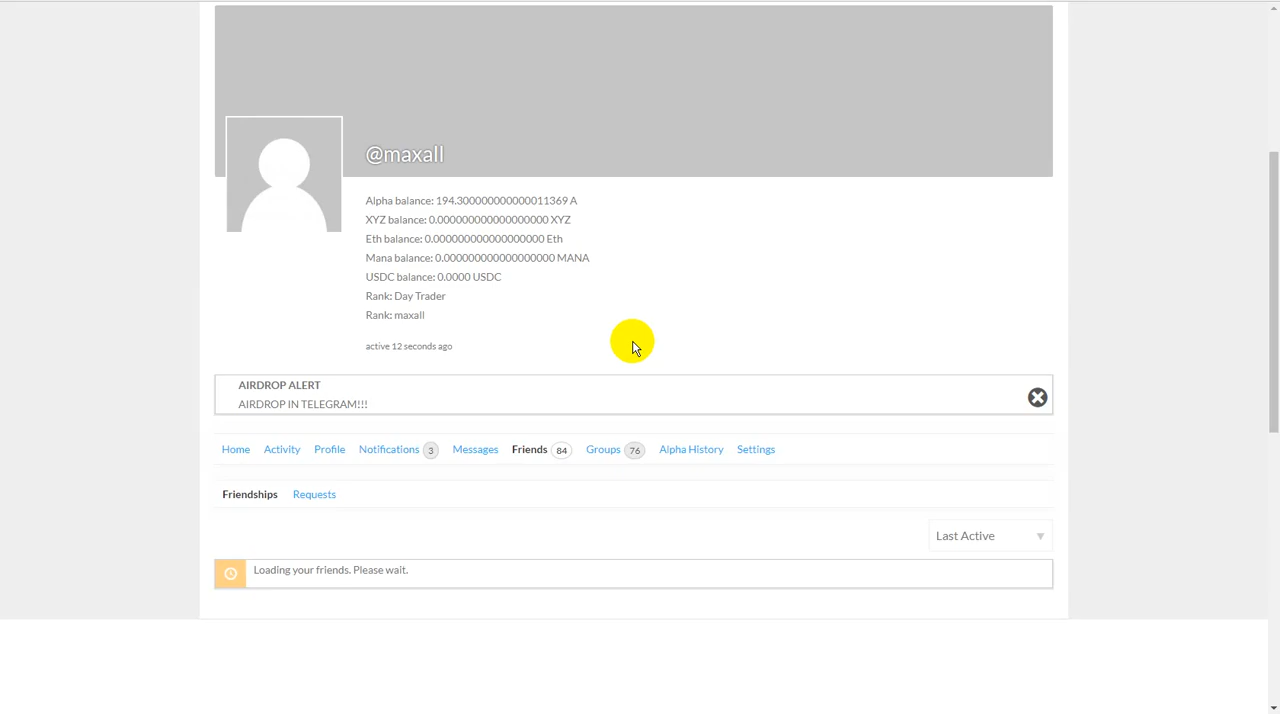 @maxall
Alpha balance: 194.300000000000011369 A
XYZ balance: 0.000000000000000000 XYZ
Eth balance: 0.000000000000000000 Eth
Mana balance: 0.000000000000000000 MANA
USDC balance: 0.0000 USDC
Rank: Day Trader
Rank: maxall
active 12 seconds ago
AIRDROP ALERT
AIRDROP IN TELEGRAM!!!
Home Activity Profile Notifications 3 Messages Friends 84 Groups 76 Alpha History Settings
Friendships Requests
Last Active
Loading your friends. Please wait.